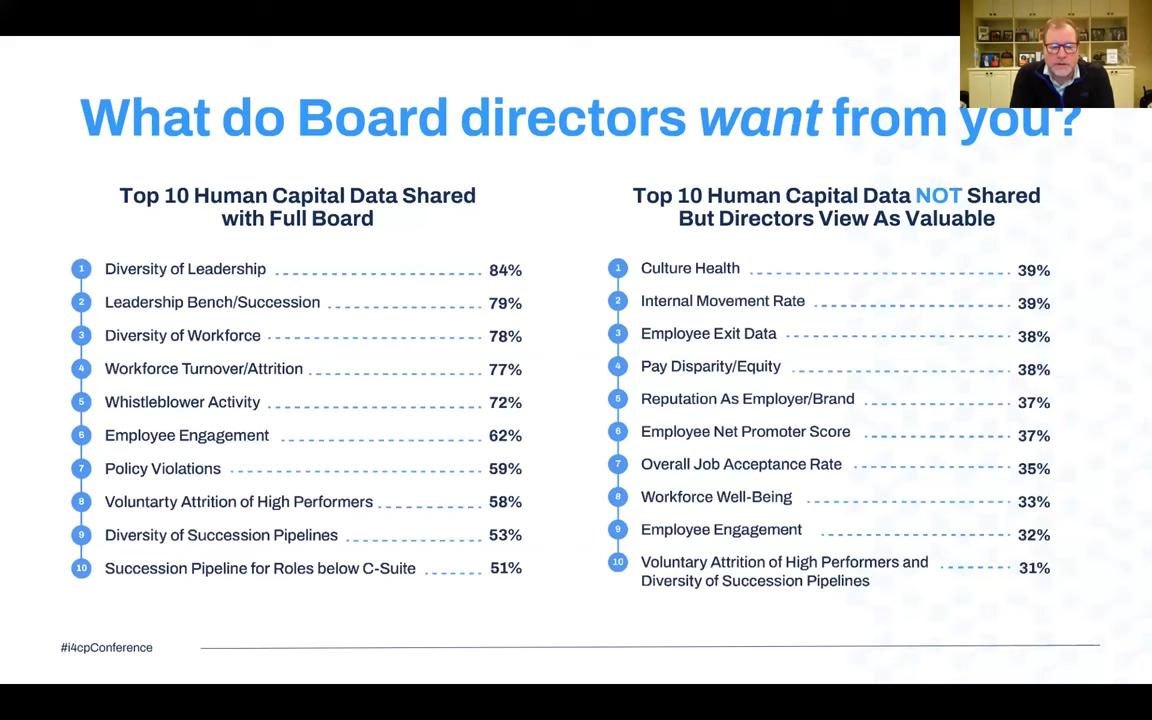 What do Board directors want from you?
Top 10 Human Capital Data Shared
with Full Board
1 Diversity of Leadership 84%
2 Leadership Bench/Succession 79%
3 Diversity of Workforce 78%
4 Workforce Turnover/Attrition 77%
5 Whistleblower Activity 72%
6 Employee Engagement 62%
7 Policy Violations 59%
8 Voluntarty Attrition of High Performers 58%
9 Diversity of Succession Pipelines 53%
10 Succession Pipeline for Roles below C-Suite 51%
Top 10 Human Capital Data NOT Shared
But Directors View As Valuable
1 Culture Health 39%
2 Internal Movement Rate 39%
3 Employee Exit Data 38%
4 Pay Disparity/Equity 38%
5 Reputation As Employer/Brand 37%
6 Employee Net Promoter Score 37%
7 Overall Job Acceptance Rate 35%
8 Workforce Well-Being 33%
9 Employee Engagement 32%
10 Voluntary Attrition of High Performers and 31%
Diversity of Succession Pipelines
#i4cpConference